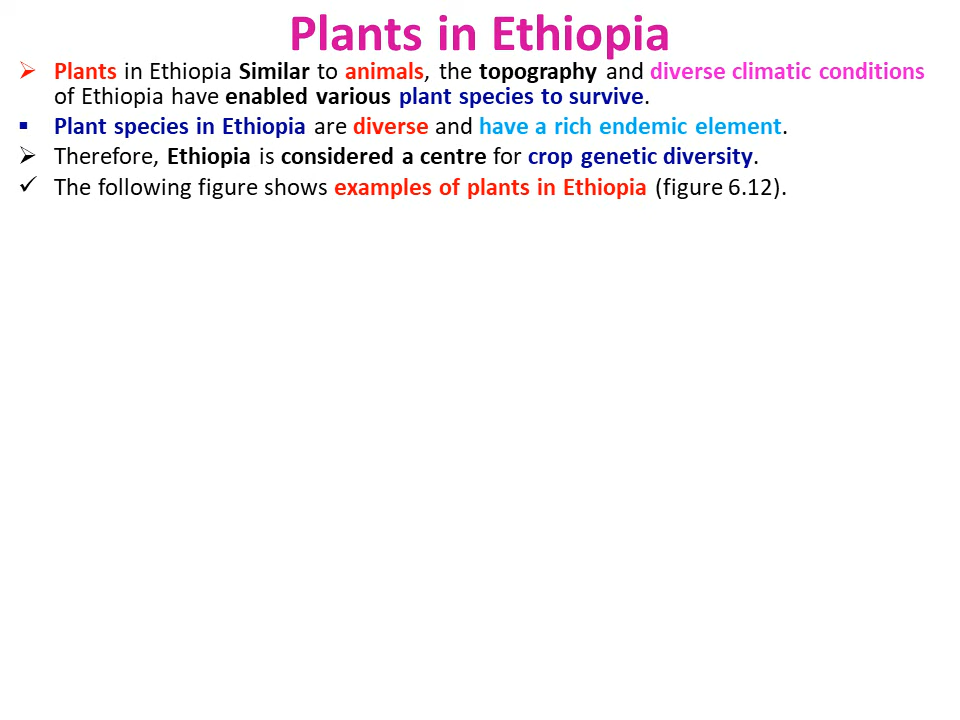 Plants in Ethiopia
➢ Plants in Ethiopia Similar to animals, the topography and diverse climatic conditions
of Ethiopia have enabled various plant species to survive.
▪ Plant species in Ethiopia are diverse and have a rich endemic element.
➢ Therefore, Ethiopia is considered a centre for crop genetic diversity.
✓ The following figure shows examples of plants in Ethiopia (figure 6.12).